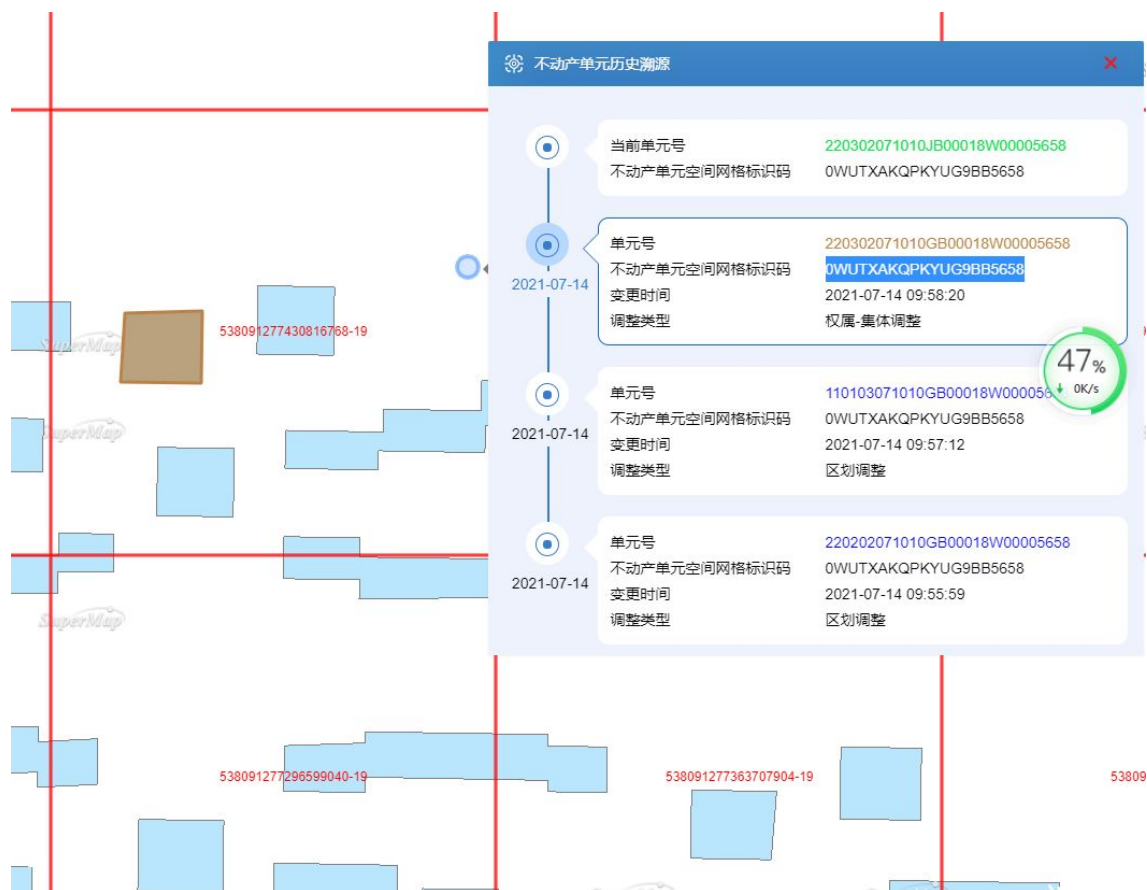 不动产单元历史溯源
当前单元号 220302071010JB00018W00005658
不动产单元空间网格标识码 0WUTXAKQPKYUG9BB5658
2021-07-14
单元号 220302071010GB00018W00005658
不动产单元空间网格标识码 0WUTXAKQPKYUG9BB5658
变更时间 2021-07-14 09:58:20
调整类型 权属-集体调整
47%
0K/s
2021-07-14
单元号 110103071010GB00018W000056
不动产单元空间网格标识码 0WUTXAKQPKYUG9BB5658
变更时间 2021-07-14 09:57:12
调整类型 区划调整
2021-07-14
单元号 220202071010GB00018W00005658
不动产单元空间网格标识码 0WUTXAKQPKYUG9BB5658
变更时间 2021-07-14 09:55:59
调整类型 区划调整
538091277430816768-19
SuperMap
SuperMap
SuperMap
538091277296599040-19
538091277363707904-19
53809